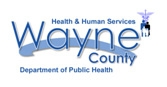 Health & Human Services
Wayne
County
Department of Public Health